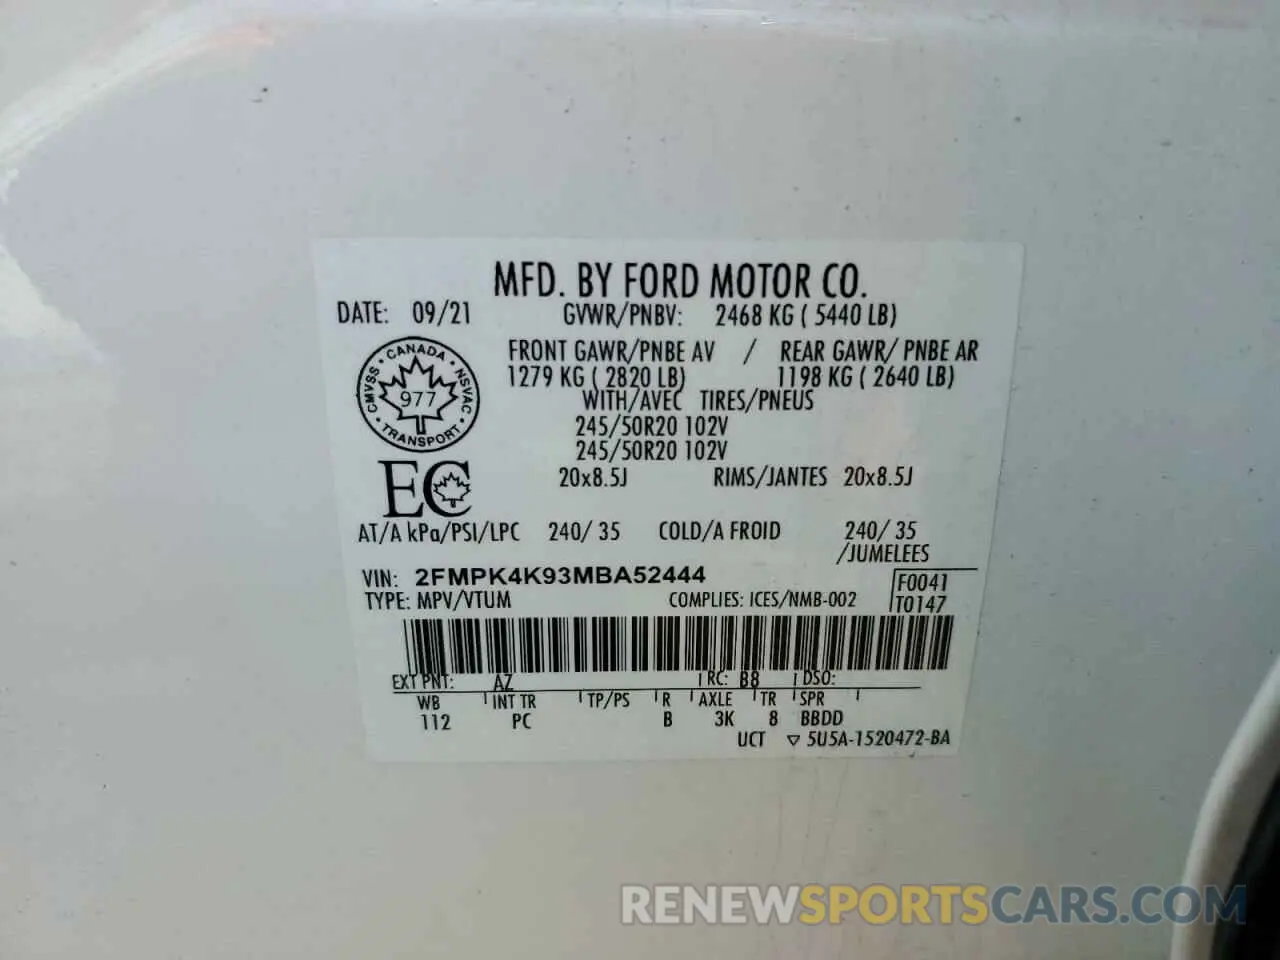 MFD. BY FORD MOTOR CO.
DATE: 09/21 GVWR/PNBV: 2468 KG ( 5440 LB)
FRONT GAWR/PNBE AV / REAR GAWR/ PNBE AR
1279 KG ( 2820 LB) 1198 KG ( 2640 LB)
WITH/AVEC TIRES/PNEUS
245/50R20 102V
245/50R20 102V
20x8.5J RIMS/JANTES 20x8.5J
CANADA · NSVAC · TRANSPORT · CMVSS ·
977
EC
AT/A kPa/PSI/LPC 240/ 35 COLD/A FROID 240/ 35
/JUMELEES
VIN: 2FMPK4K93MBA52444 F0041
TYPE: MPV/VTUM COMPLIES: ICES/NMB-002 T0147
EXT PNT: AZ RC: B8 DSO:
WB INT TR TP/PS R AXLE TR SPR
112 PC B 3K 8 BBDD
UCT ▽ 5U5A-1520472-BA
RENEWSPORTSCARS.COM